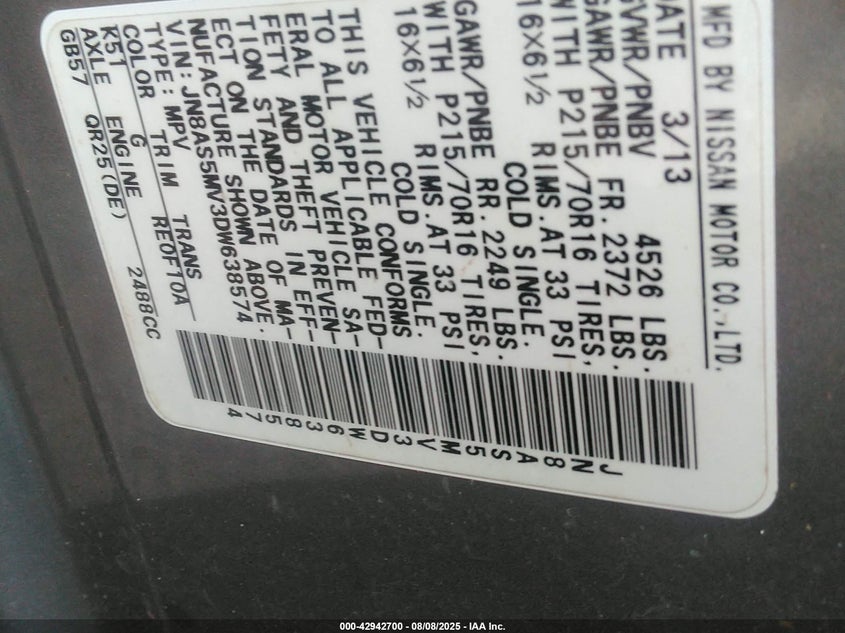 MFD BY NISSAN MOTOR CO.,LTD.
DATE 3/13
GVWR/PNBV 4526 LBS.
GAWR/PNBE FR. 2372 LBS.
WITH P215/70R16 TIRES,
16X6½ RIMS.AT 33 PSI
COLD SINGLE.
GAWR/PNBE RR. 2249 LBS.
WITH P215/70R16 TIRES,
16X6½ RIMS.AT 33 PSI
COLD SINGLE.
THIS VEHICLE CONFORMS
TO ALL APPLICABLE FED-
ERAL MOTOR VEHICLE SA-
FETY AND THEFT PREVEN-
TION STANDARDS IN EFF-
ECT ON THE DATE OF MA-
NUFACTURE SHOWN ABOVE.
VIN:JN8AS5MV3DW638574
TYPE:MPV TRANS
COLOR TRIM RE0F10A
K51 G
AXLE ENGINE 2488CC
GB57 QR25(DE)
JN8AS5MV3DW638574
000-42942700 - 08/08/2025 - IAA Inc.